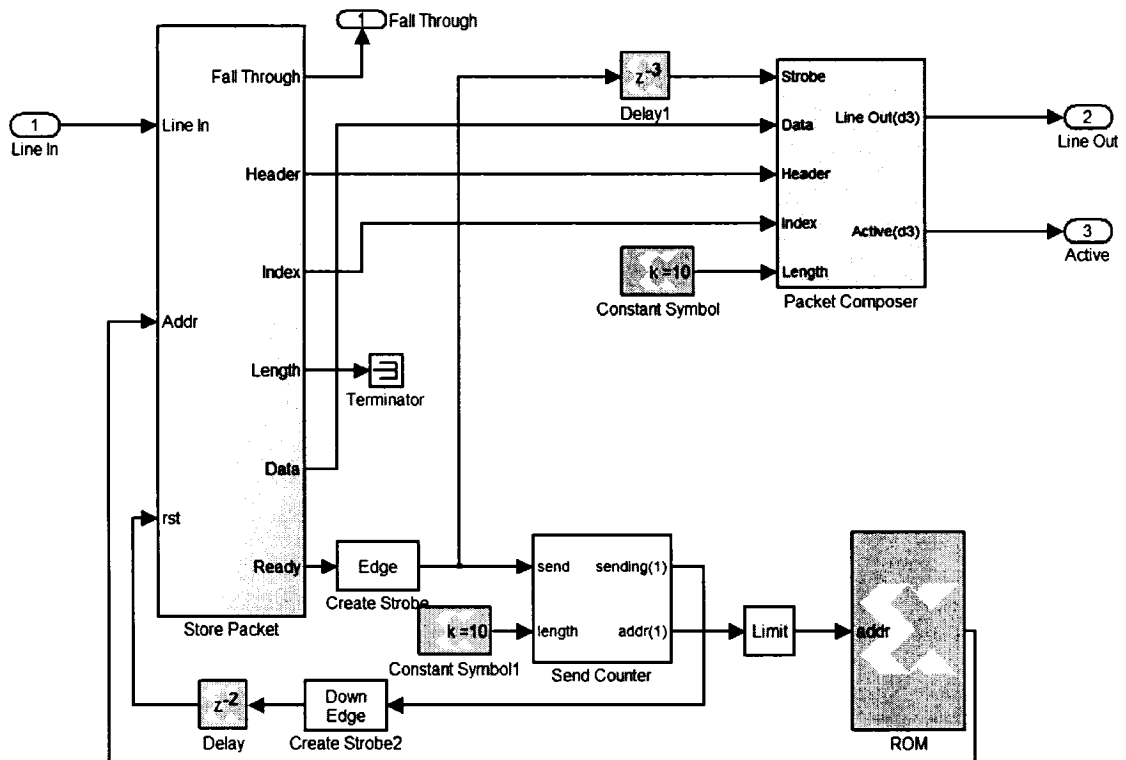 1
Fall Through
Fall Through
1
Line In
Line In
Header
Index
Addr
Length
Terminator
Data
rst
Ready
Store Packet
z-3
Delay1
Strobe
Data
Header
Index
Length
Line Out(d3)
Active(d3)
Packet Composer
k =10
Constant Symbol
2
Line Out
3
Active
Edge
Create Strobe
k =10
Constant Symbol1
send
sending(1)
length
addr(1)
Send Counter
Limit
addr
ROM
z-2
Delay
Down
Edge
Create Strobe2